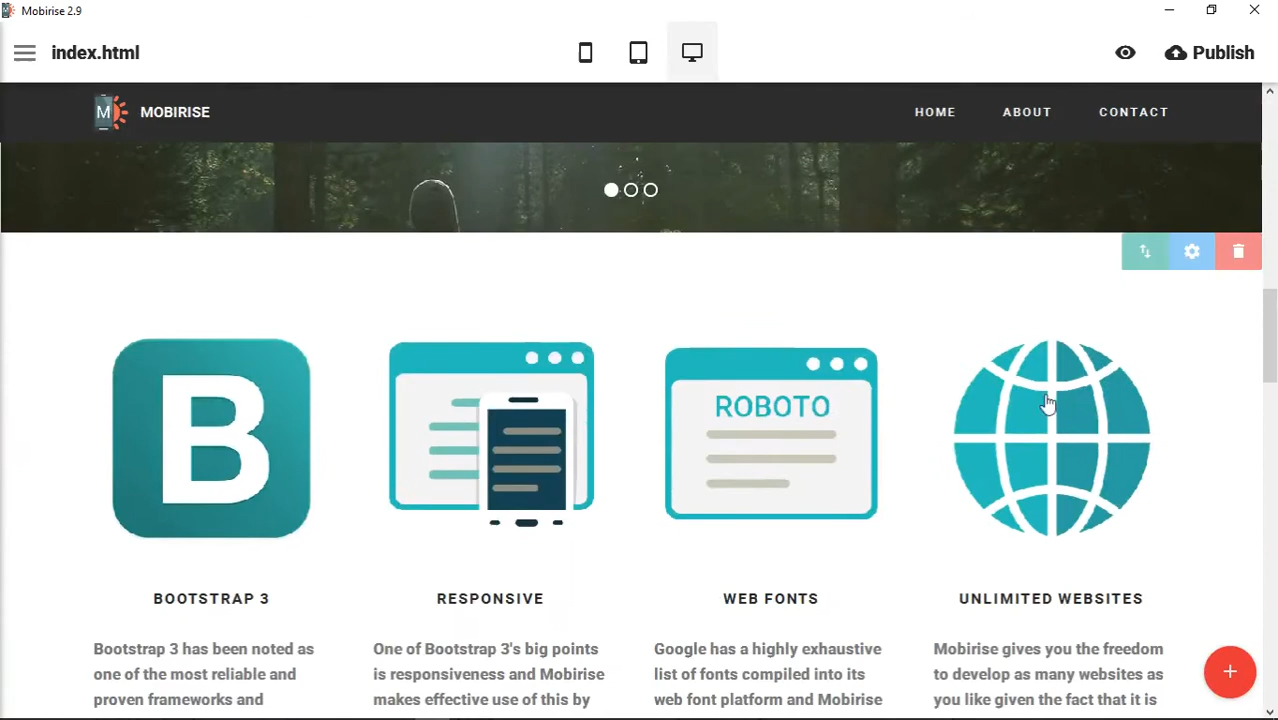 Mobirise 2.9
index.html
Publish
M
MOBIRISE
HOME ABOUT CONTACT
B
ROBOTO
BOOTSTRAP 3
RESPONSIVE
WEB FONTS
UNLIMITED WEBSITES
Bootstrap 3 has been noted as
one of the most reliable and
proven frameworks and
One of Bootstrap 3's big points
is responsiveness and Mobirise
makes effective use of this by
Google has a highly exhaustive
list of fonts compiled into its
web font platform and Mobirise
Mobirise gives you the freedom
to develop as many websites as
you like given the fact that it is